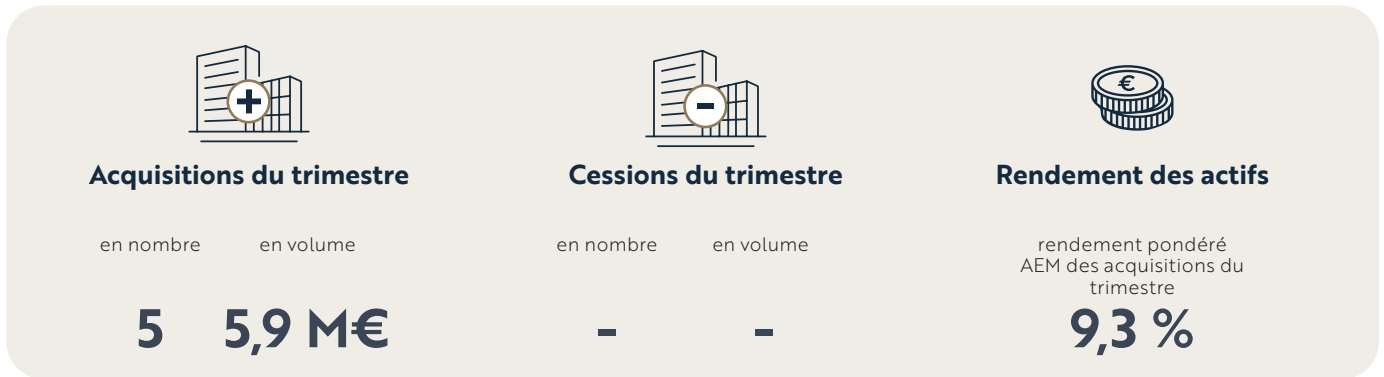 Acquisitions du trimestre
en nombre
en volume
5
5,9 M€
Cessions du trimestre
en nombre
en volume
-
-
€
Rendement des actifs
rendement pondéré
AEM des acquisitions du
trimestre
9,3 %